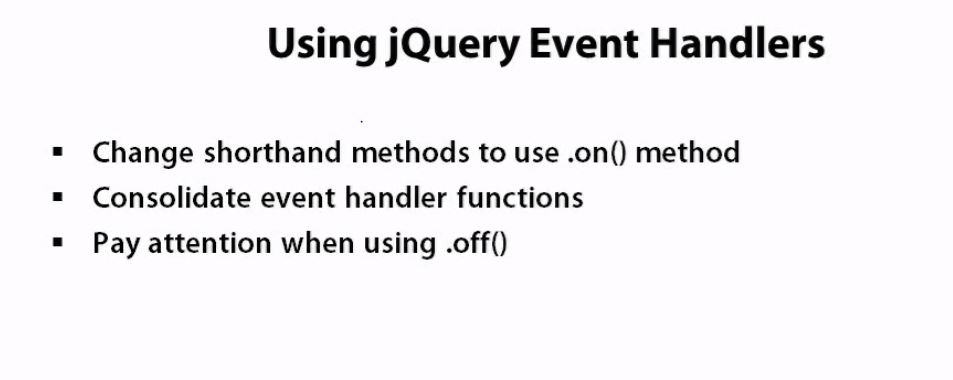 Using jQuery Event Handlers
▪ Change shorthand methods to use .on() method
▪ Consolidate event handler functions
▪ Pay attention when using .off()